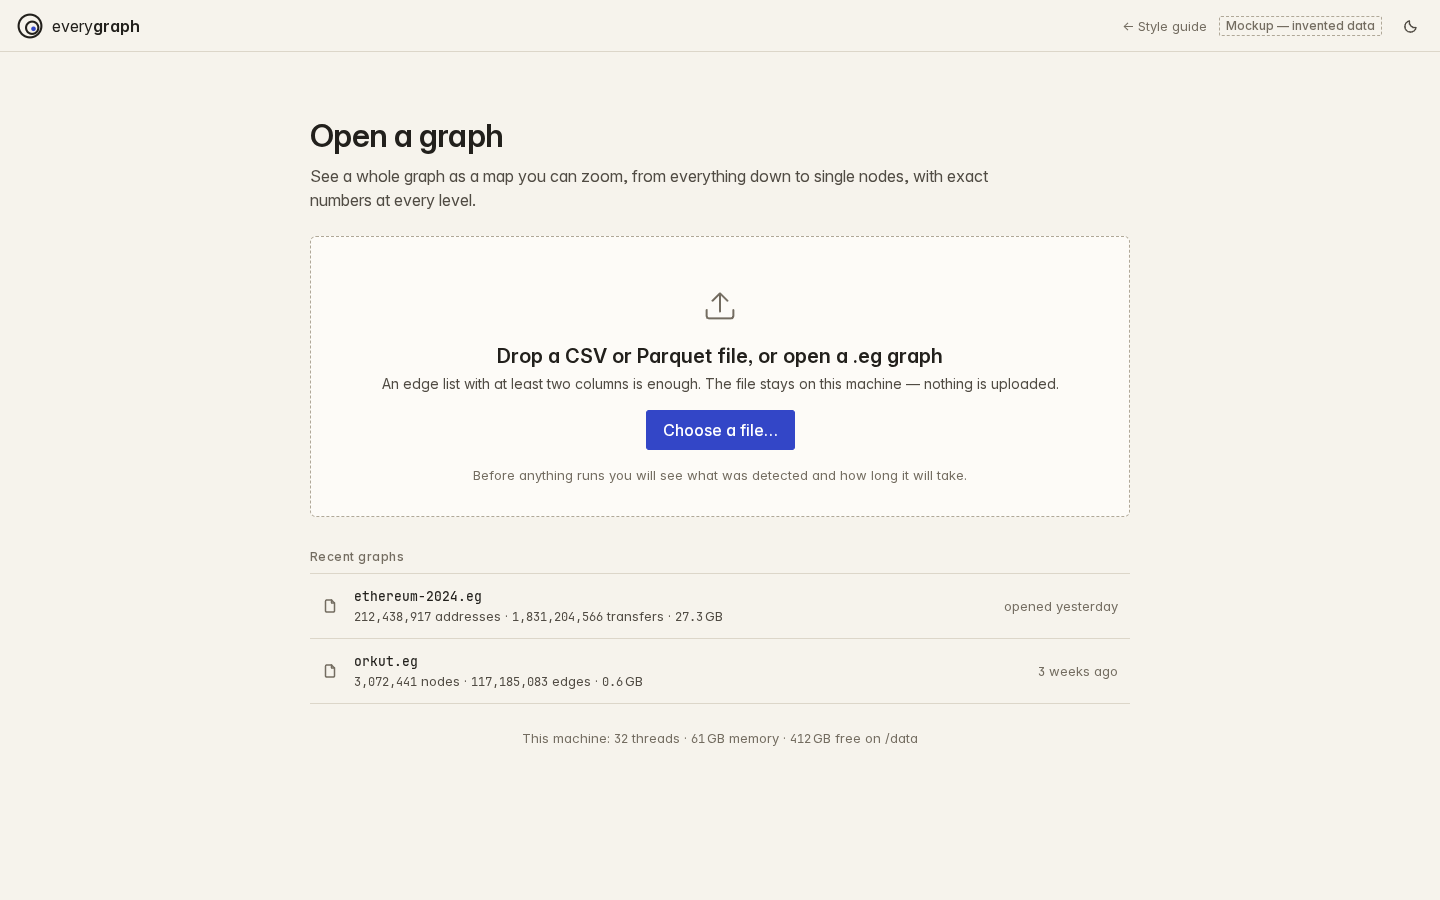 everygraph
← Style guide
Mockup — invented data
Open a graph
See a whole graph as a map you can zoom, from everything down to single nodes, with exact
numbers at every level.
Drop a CSV or Parquet file, or open a .eg graph
An edge list with at least two columns is enough. The file stays on this machine — nothing is uploaded.
Choose a file…
Before anything runs you will see what was detected and how long it will take.
Recent graphs
ethereum-2024.eg
212,438,917 addresses · 1,831,204,566 transfers · 27.3 GB
opened yesterday
orkut.eg
3,072,441 nodes · 117,185,083 edges · 0.6 GB
3 weeks ago
This machine: 32 threads · 61 GB memory · 412 GB free on /data